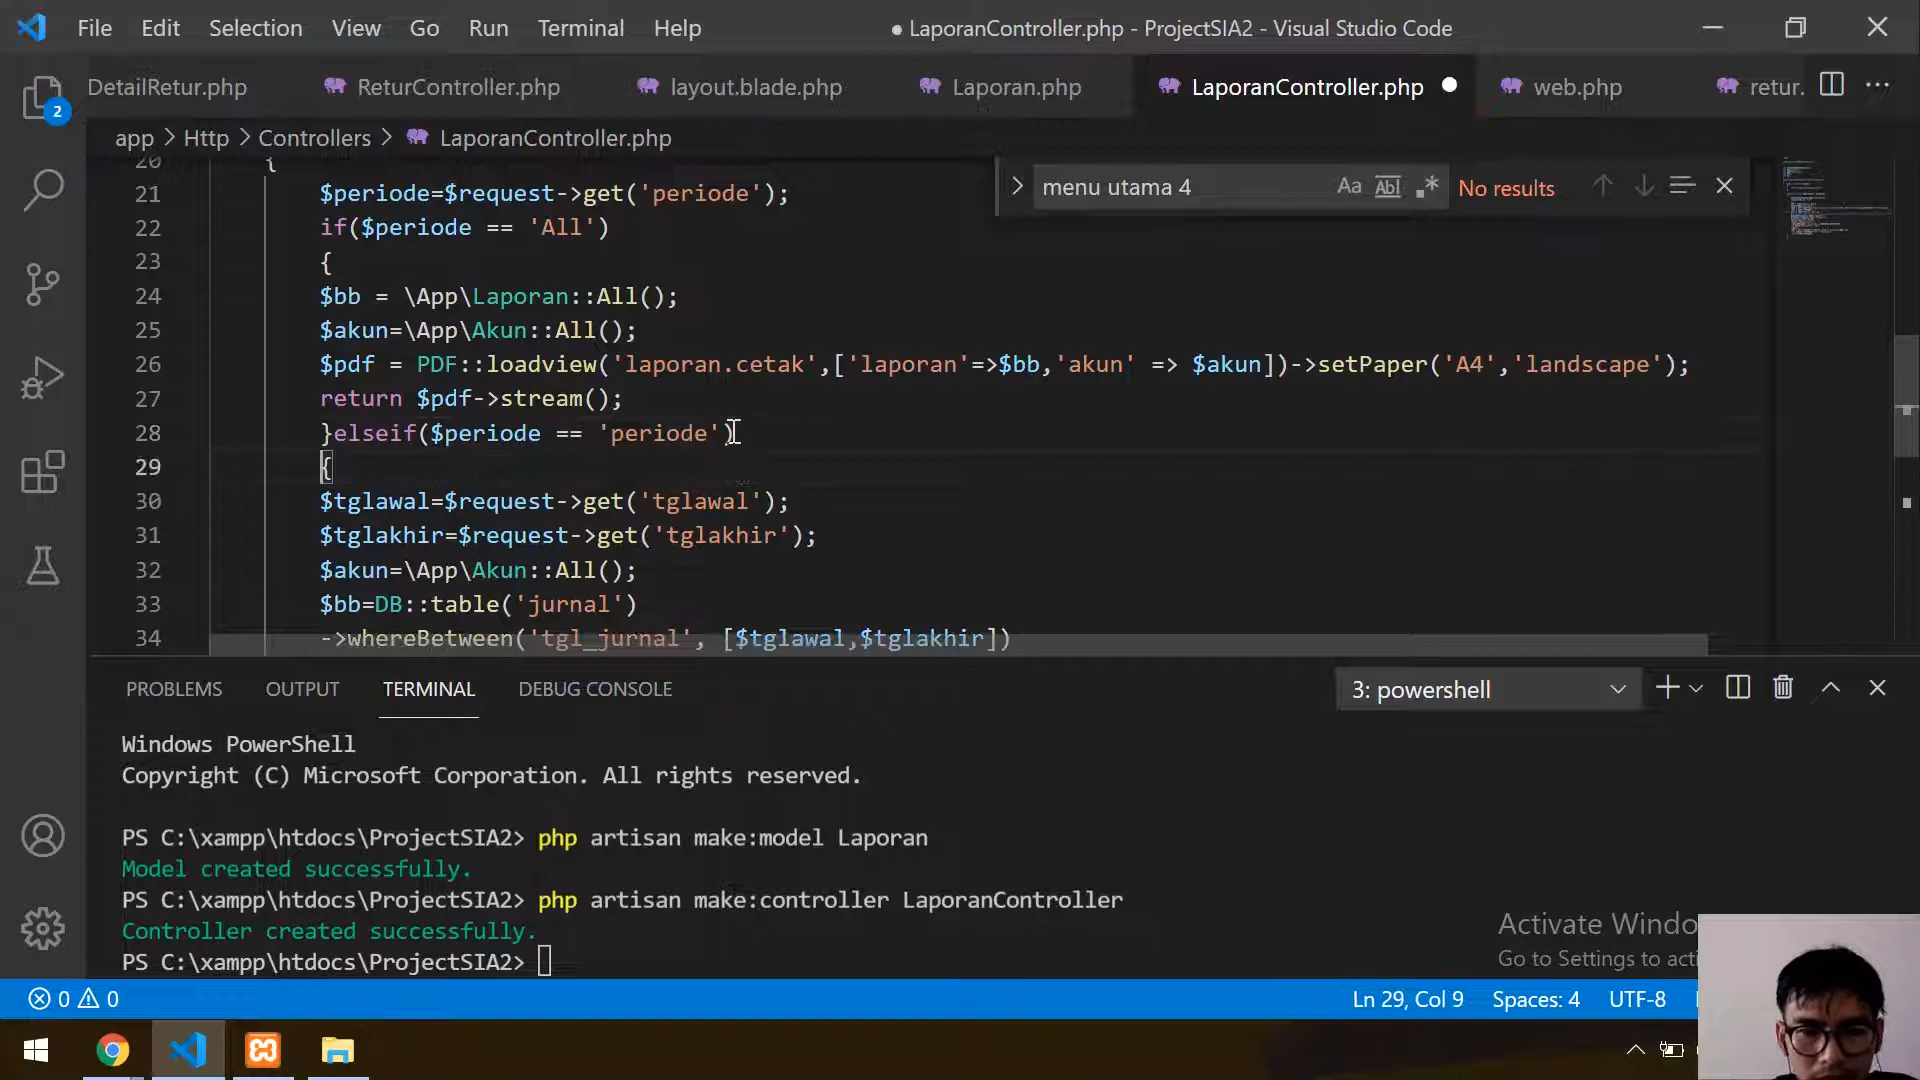 File Edit Selection View Go Run Terminal Help
● LaporanController.php - ProjectSIA2 - Visual Studio Code
DetailRetur.php ReturController.php layout.blade.php Laporan.php LaporanController.php ● web.php retur.
2
app > Http > Controllers > LaporanController.php
menu utama 4 Aa Abl .* No results
20 {
21 $periode=$request->get('periode');
22 if($periode == 'All')
23 {
24 $bb = \App\Laporan::All();
25 $akun=\App\Akun::All();
26 $pdf = PDF::loadview('laporan.cetak',['laporan'=>$bb,'akun' => $akun])->setPaper('A4','landscape');
27 return $pdf->stream();
28 }elseif($periode == 'periode')
29 {
30 $tglawal=$request->get('tglawal');
31 $tglakhir=$request->get('tglakhir');
32 $akun=\App\Akun::All();
33 $bb=DB::table('jurnal')
34 ->whereBetween('tgl_jurnal', [$tglawal,$tglakhir])
PROBLEMS OUTPUT TERMINAL DEBUG CONSOLE 3: powershell
Windows PowerShell
Copyright (C) Microsoft Corporation. All rights reserved.
PS C:\xampp\htdocs\ProjectSIA2> php artisan make:model Laporan
Model created successfully.
PS C:\xampp\htdocs\ProjectSIA2> php artisan make:controller LaporanController
Controller created successfully.
PS C:\xampp\htdocs\ProjectSIA2>
Activate Windo
Go to Settings to acti
0 0 Ln 29, Col 9 Spaces: 4 UTF-8